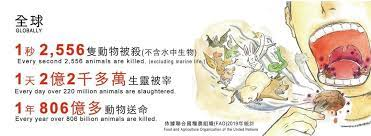 全球
GLOBALLY
1秒 2,556隻動物被殺(不含水中生物)
Every second 2,556 animals are killed. (excluding marine life.)
1天 2億2千多萬生靈被宰
Every day over 220 million animals are slaughtered.
1年 806億多動物送命
Every year over 806 billion animals are killed.
依據聯合國糧農組織(FAO)2019年統計
Food and Agriculture Organization of the United Nations